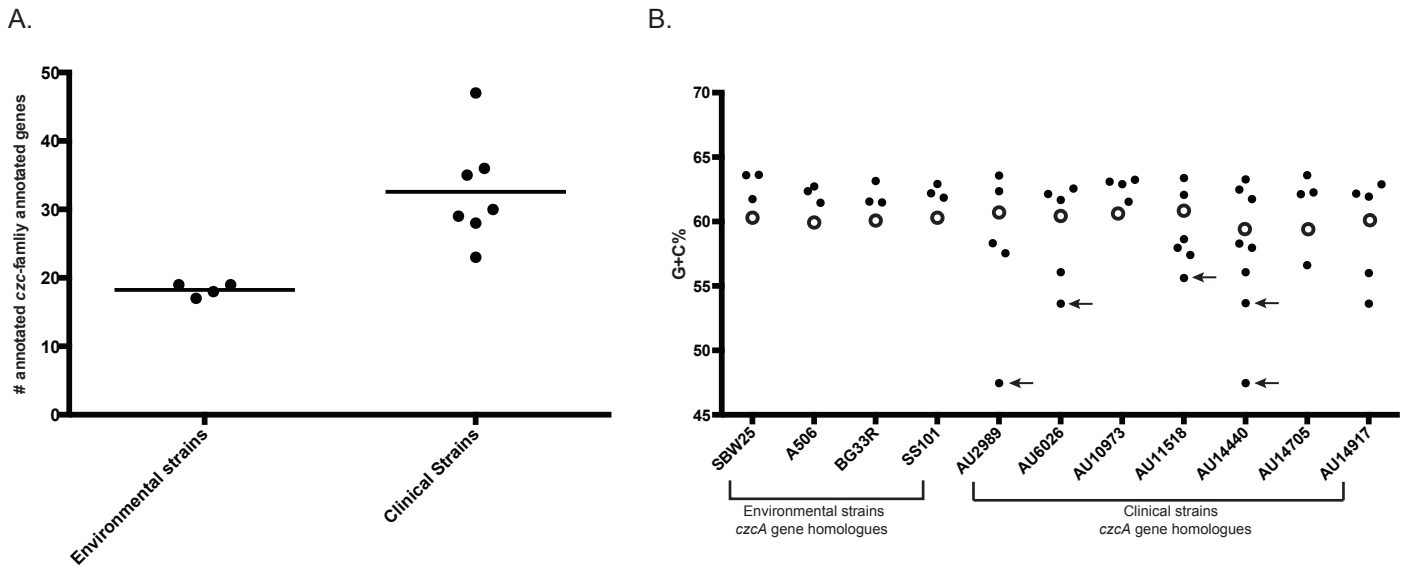 A.
# annotated czc-famliy annotated genes
50
40
30
20
10
0
Environmental strains
Clinical Strains
B.
G+C%
70
65
60
55
50
45
SBW25
A506
BG33R
SS101
AU2989
AU6026
AU10973
AU11518
AU14440
AU14705
AU14917
Environmental strains
czcA gene homologues
Clinical strains
czcA gene homologues